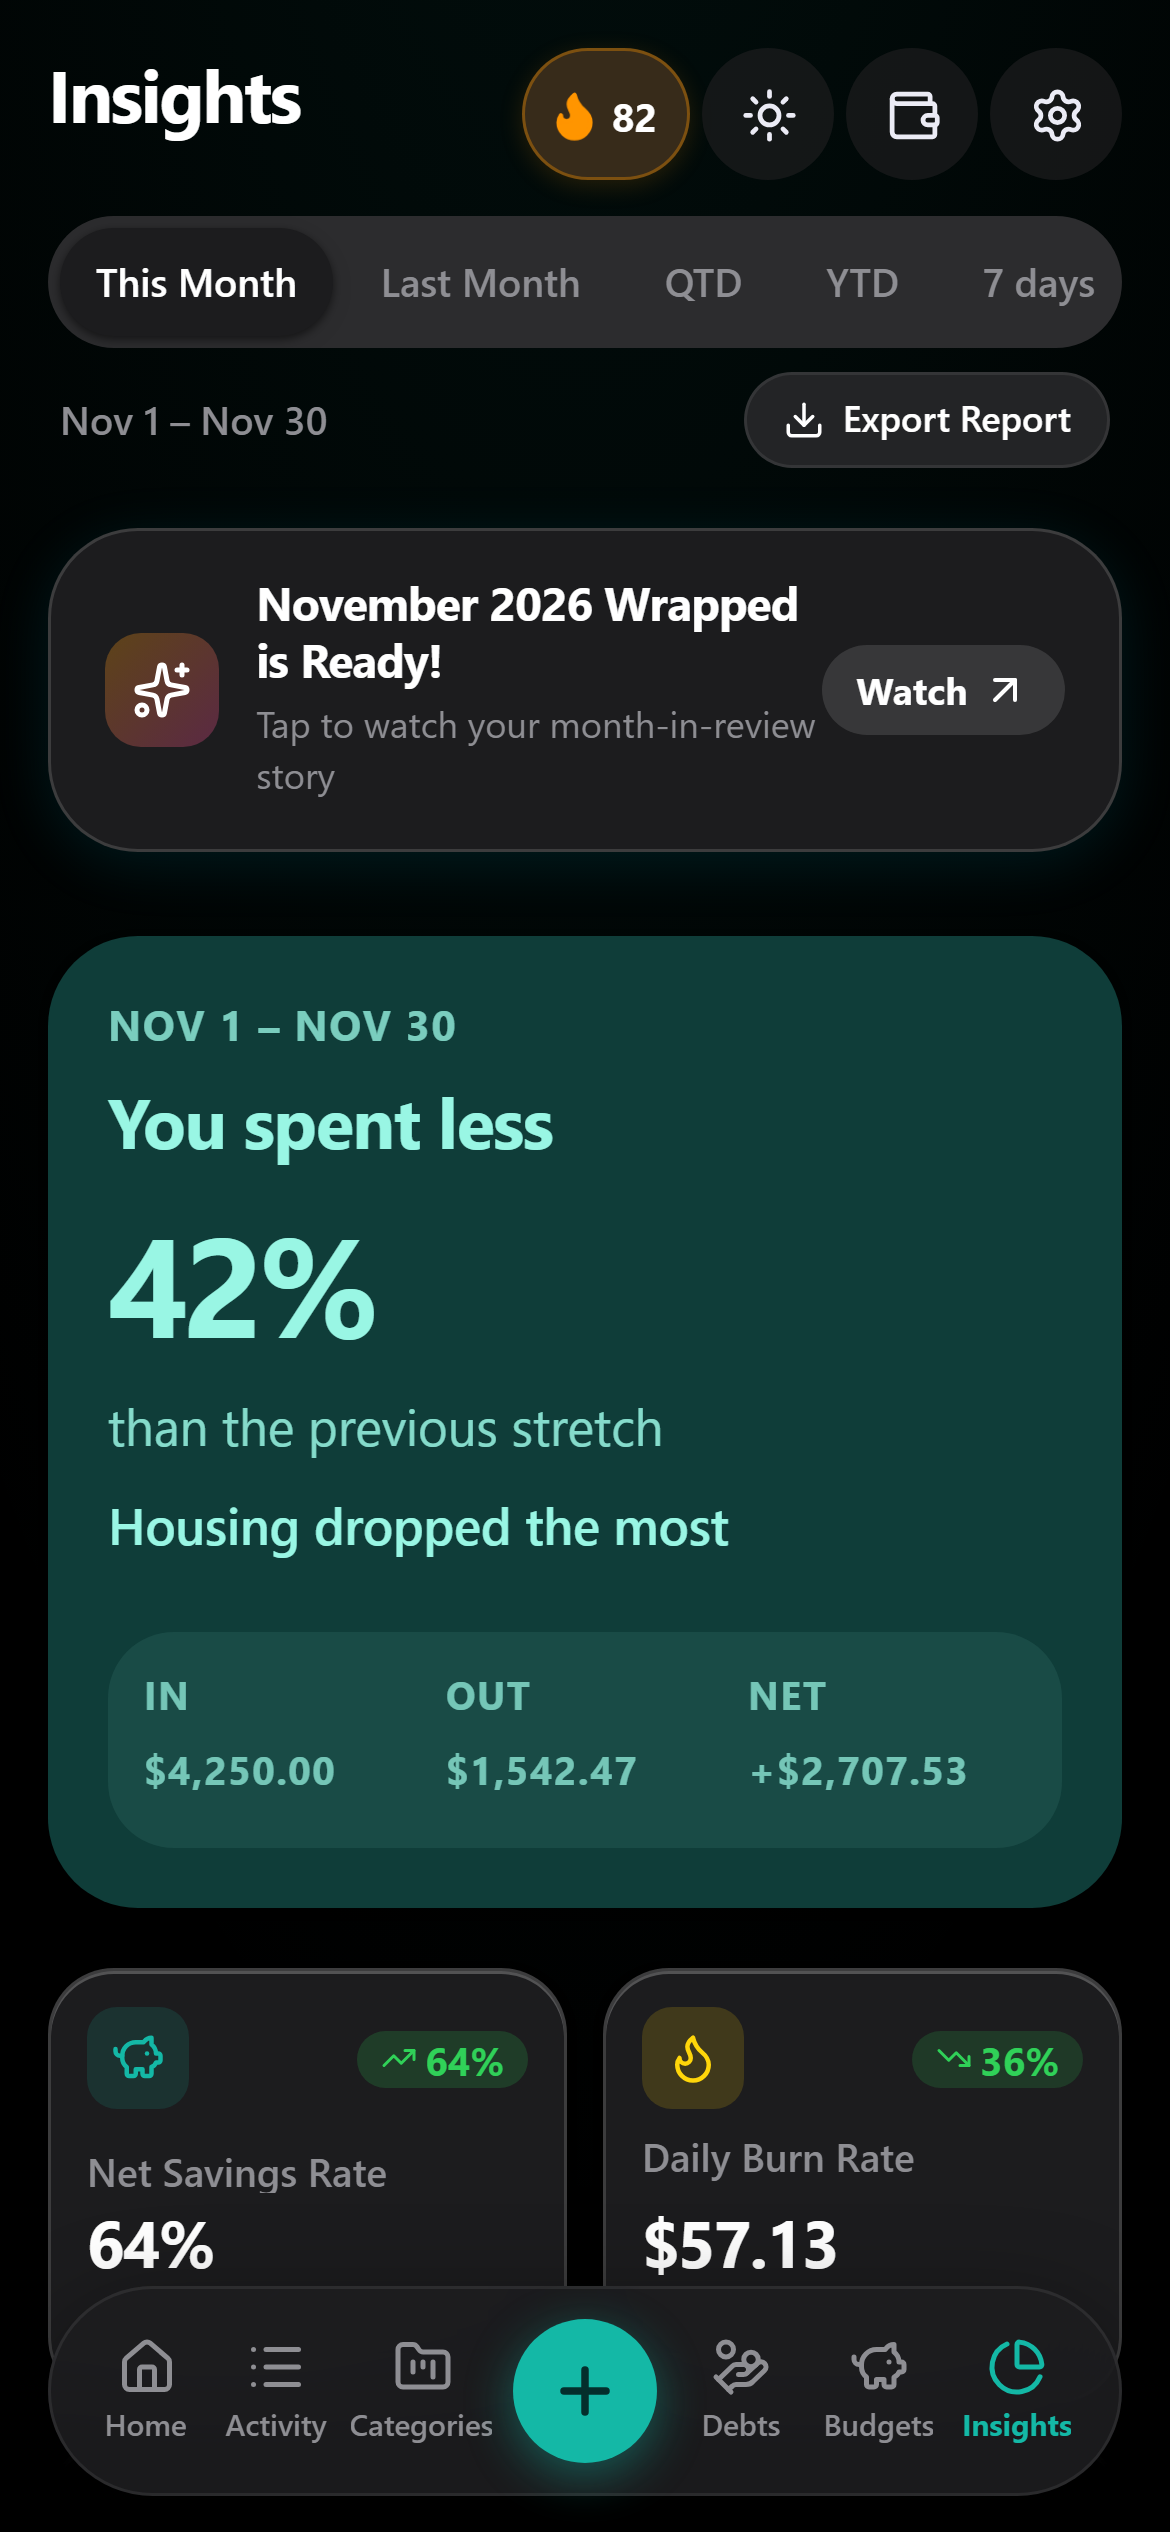 Insights
82
This Month
Last Month
QTD
YTD
7 days
Nov 1 – Nov 30
Export Report
November 2026 Wrapped
is Ready!
Tap to watch your month-in-review
story
Watch
NOV 1 – NOV 30
You spent less
42%
than the previous stretch
Housing dropped the most
IN
OUT
NET
$4,250.00
$1,542.47
+$2,707.53
64%
Net Savings Rate
64%
36%
Daily Burn Rate
$57.13
Home
Activity
Categories
Debts
Budgets
Insights